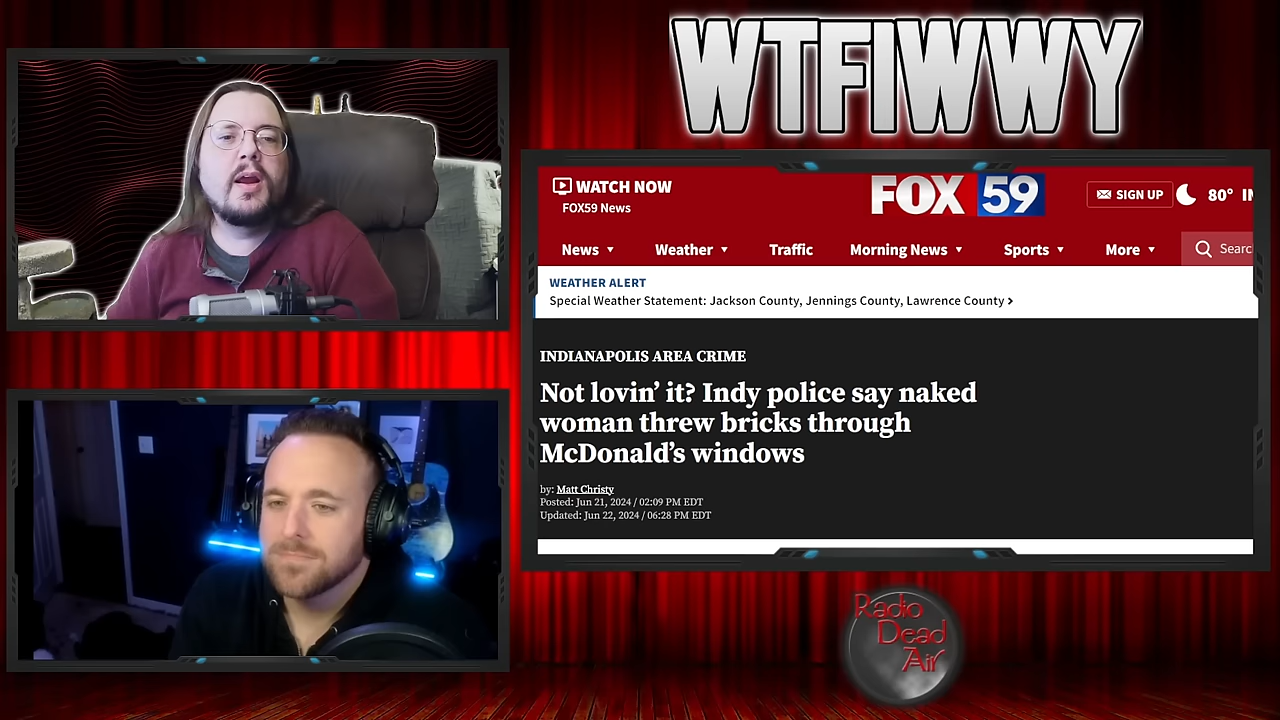 WTFIWWY
WATCH NOW
FOX59 News
FOX 59
SIGN UP
80°
News
Weather
Traffic
Morning News
Sports
More
WEATHER ALERT
Special Weather Statement: Jackson County, Jennings County, Lawrence County
INDIANAPOLIS AREA CRIME
Not lovin’ it? Indy police say naked
woman threw bricks through
McDonald’s windows
by: Matt Christy
Posted: Jun 21, 2024 / 02:09 PM EDT
Updated: Jun 22, 2024 / 06:28 PM EDT
Radio
Dead
Air